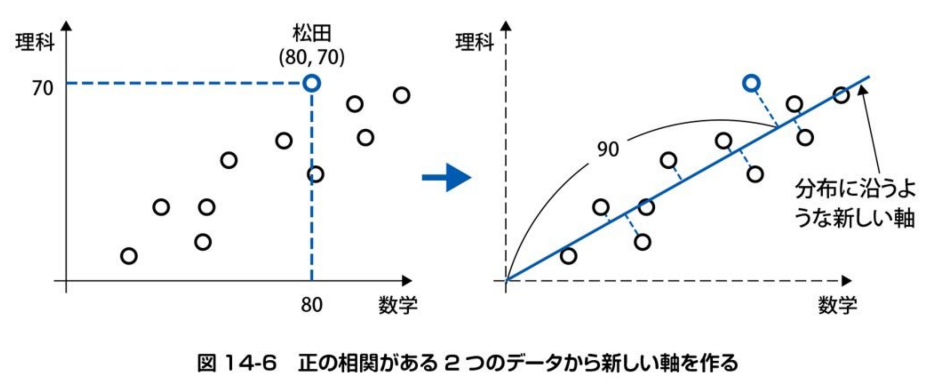 理科
松田
(80, 70)
70
80
数学
理科
90
分布に沿うよ
うな新しい軸
数学
図 14-6 正の相関がある 2 つのデータから新しい軸を作る